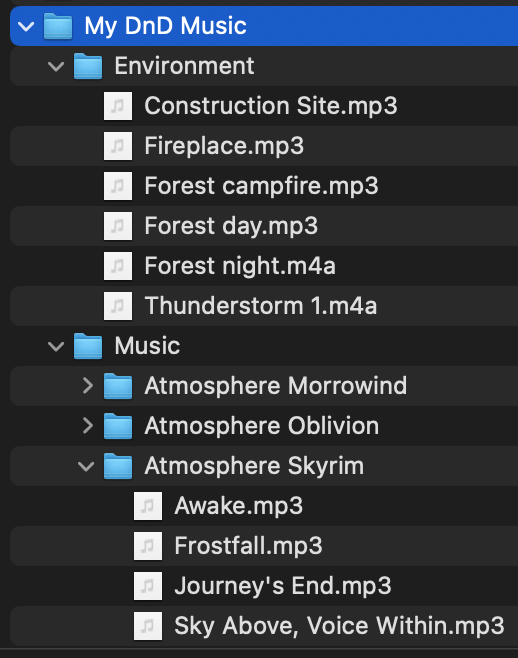 My DnD Music
Environment
Construction Site.mp3
Fireplace.mp3
Forest campfire.mp3
Forest day.mp3
Forest night.m4a
Thunderstorm 1.m4a
Music
Atmosphere Morrowind
Atmosphere Oblivion
Atmosphere Skyrim
Awake.mp3
Frostfall.mp3
Journey's End.mp3
Sky Above, Voice Within.mp3